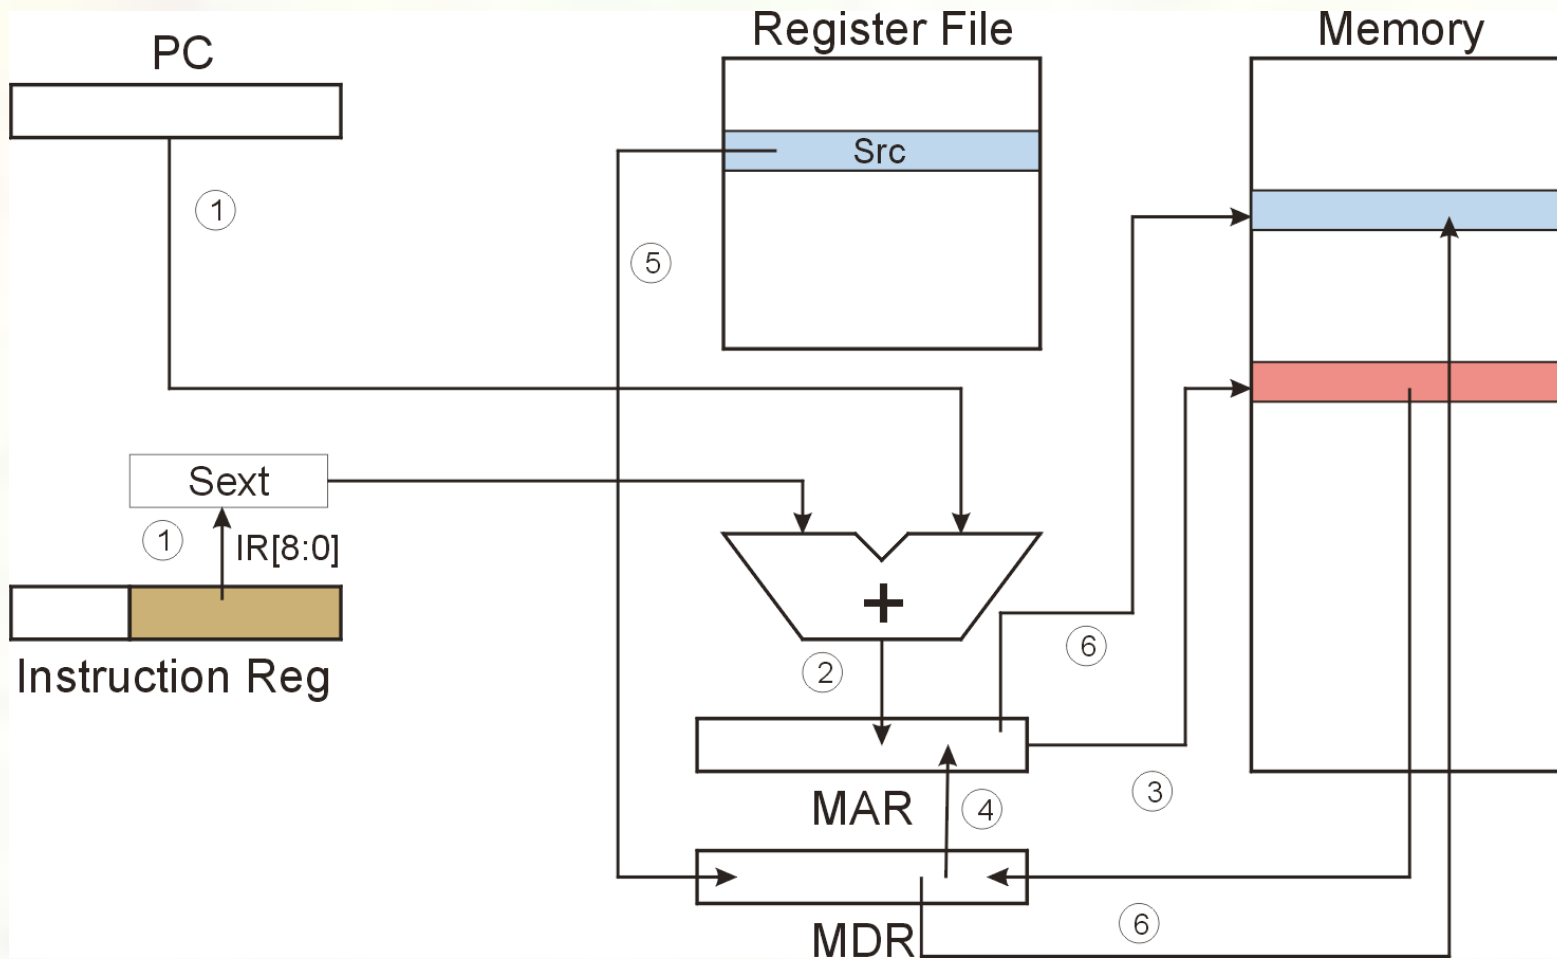 PC
Register File
Memory
Src
1
5
Sext
1
IR[8:0]
+
Instruction Reg
2
6
3
MAR
4
MDR
6